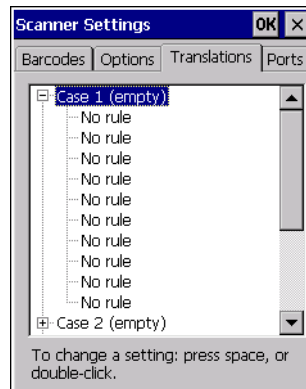 Scanner Settings OK ×
Barcodes Options Translations Ports
Case 1 (empty)
No rule
No rule
No rule
No rule
No rule
No rule
No rule
No rule
No rule
No rule
Case 2 (empty)
To change a setting: press space, or
double-click.